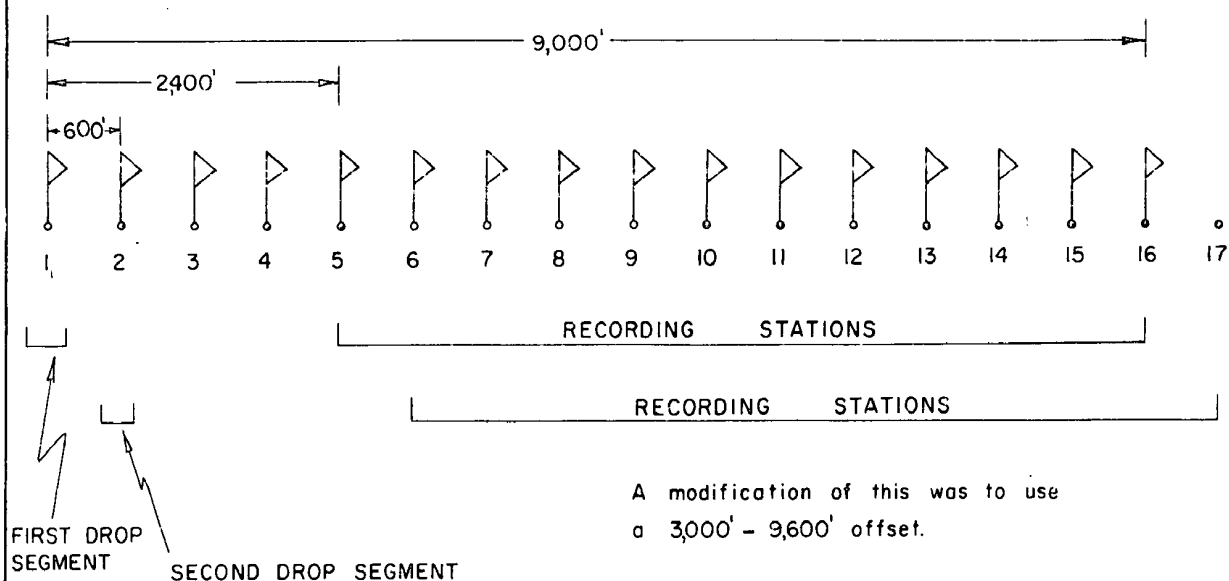 9,000'
2,400'
600'
1 2 3 4 5 6 7 8 9 10 11 12 13 14 15 16 17
RECORDING STATIONS
RECORDING STATIONS
A modification of this was to use
a 3,000' – 9,600' offset.
FIRST DROP
SEGMENT
SECOND DROP SEGMENT